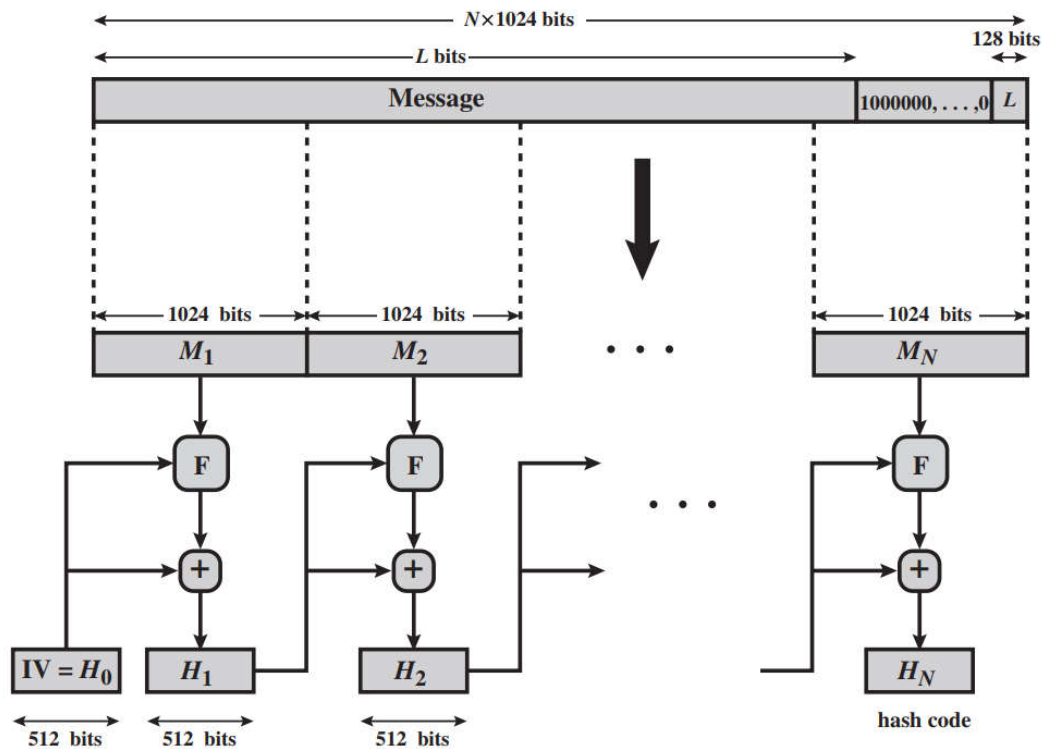 N×1024 bits
128 bits
L bits
Message
1000000, . . . ,0
L
1024 bits
1024 bits
1024 bits
M1
M2
. . .
MN
F
F
F
. . .
+
+
+
IV = H0
H1
H2
HN
512 bits
512 bits
512 bits
hash code